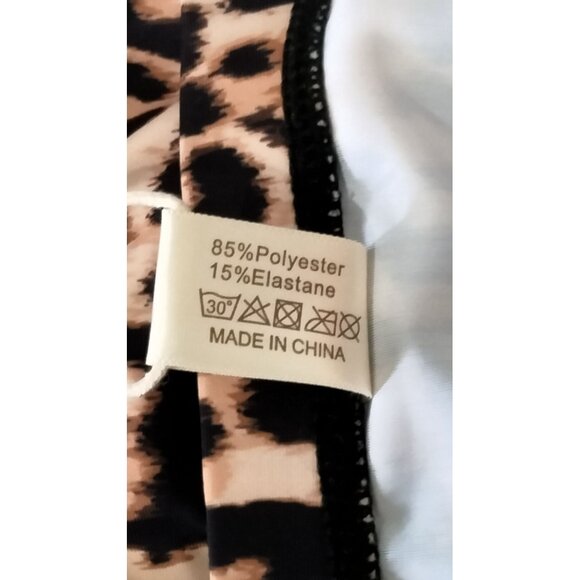 85%Polyester
15%Elastane
30°
MADE IN CHINA